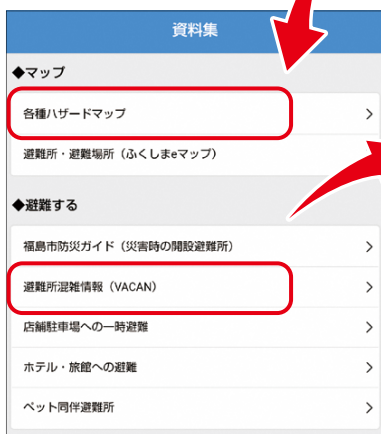 資料集
◆マップ
各種ハザードマップ
避難所・避難場所（ふくしまeマップ）
◆避難する
福島市防災ガイド（災害時の開設避難所）
避難所混雑情報（VACAN）
店舗駐車場への一時避難
ホテル・旅館への避難
ペット同伴避難所